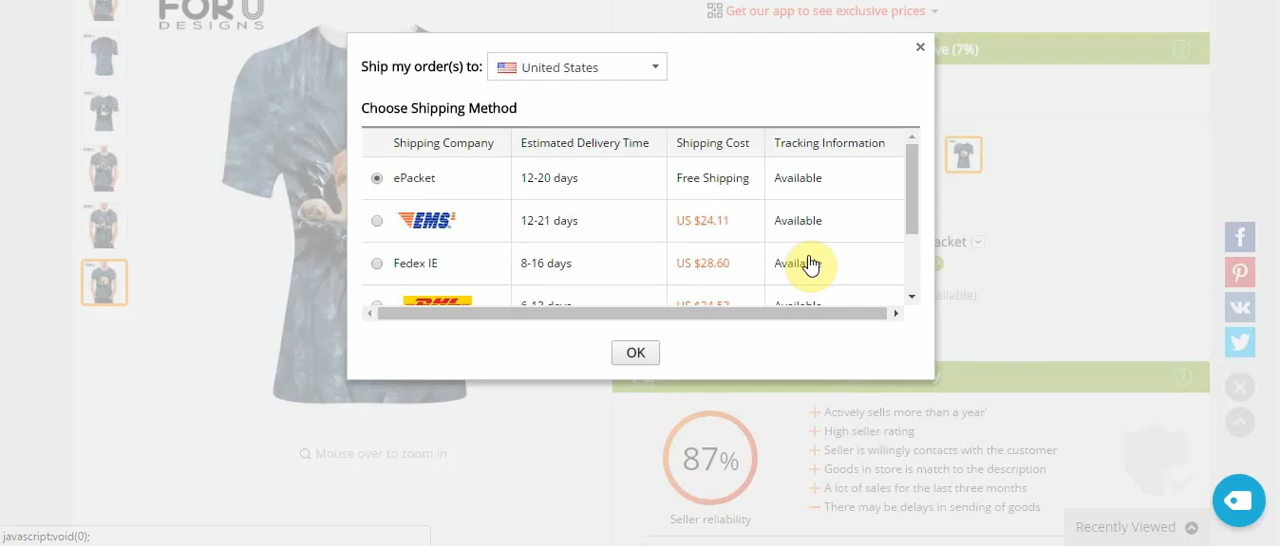 FOR U
DESIGNS
Get our app to see exclusive prices
Ship my order(s) to: United States
(7%)
Choose Shipping Method
Shipping Company Estimated Delivery Time Shipping Cost Tracking Information
ePacket 12-20 days Free Shipping Available
EMS 12-21 days US $24.11 Available
Fedex IE 8-16 days US $28.60 Available
DHL
OK
Mouse over to zoom in
87%
Seller reliability
Actively sells more than a year
High seller rating
Seller is willingly contacts with the customer
Goods in store is match to the description
A lot of sales for the last three months
There may be delays in sending of goods
Recently Viewed
javascript:void(0);